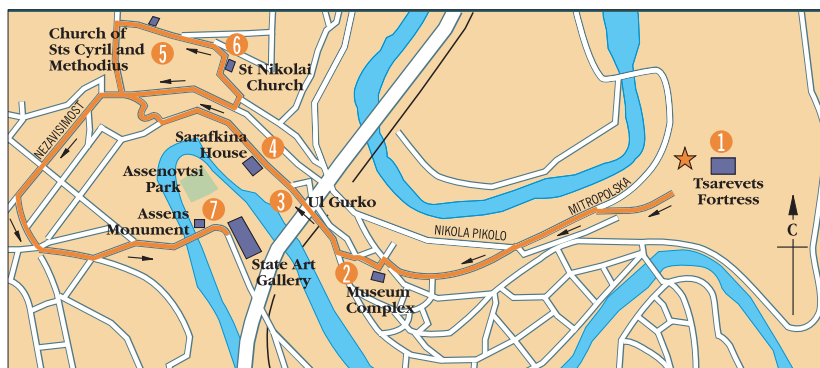 Church of
Sts Cyril and
Methodius
5
6
St Nikolai
Church
NEZAVISIMOST
Sarafkina
House
4
Assenovtsi
Park
3
Ul Gurko
Assens
Monument
7
State Art
Gallery
2
Museum
Complex
NIKOLA PIKOLO
MITROPOLSKA
1
Tsarevets
Fortress
C